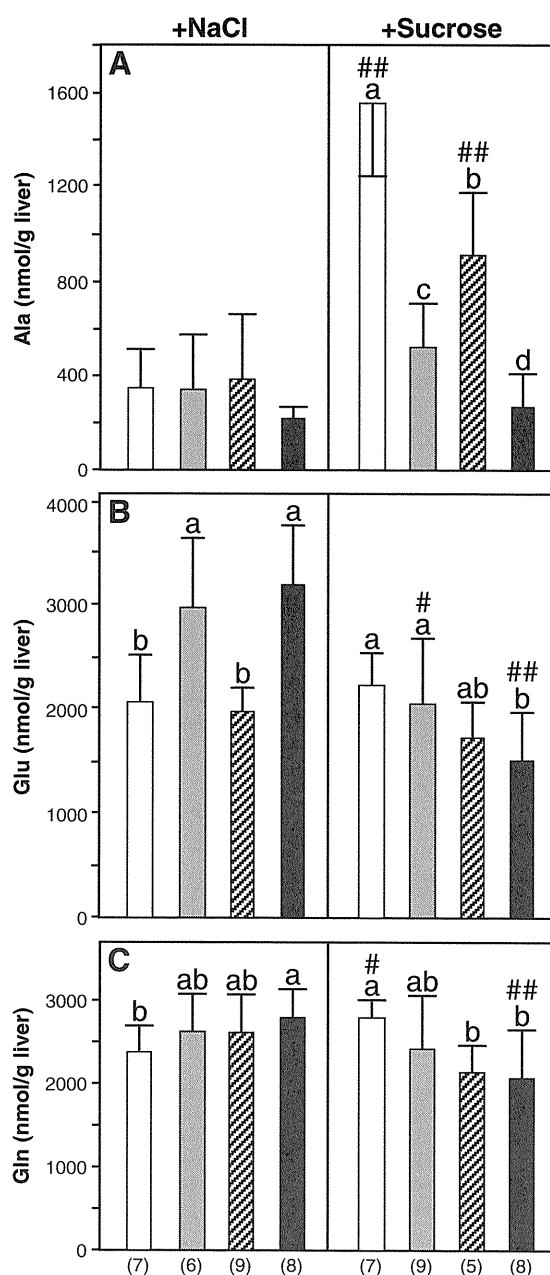 +NaCl +Sucrose
A
Ala (nmol/g liver)
1600
1200
800
400
0
##
a
c
##
b
d
B
Glu (nmol/g liver)
4000
3000
2000
1000
0
b
a
b
a
a
#
a
ab
##
b
C
Gln (nmol/g liver)
3000
2000
1000
0
b
ab
ab
a
#
a
ab
b
##
b
(7) (6) (9) (8) (7) (9) (5) (8)